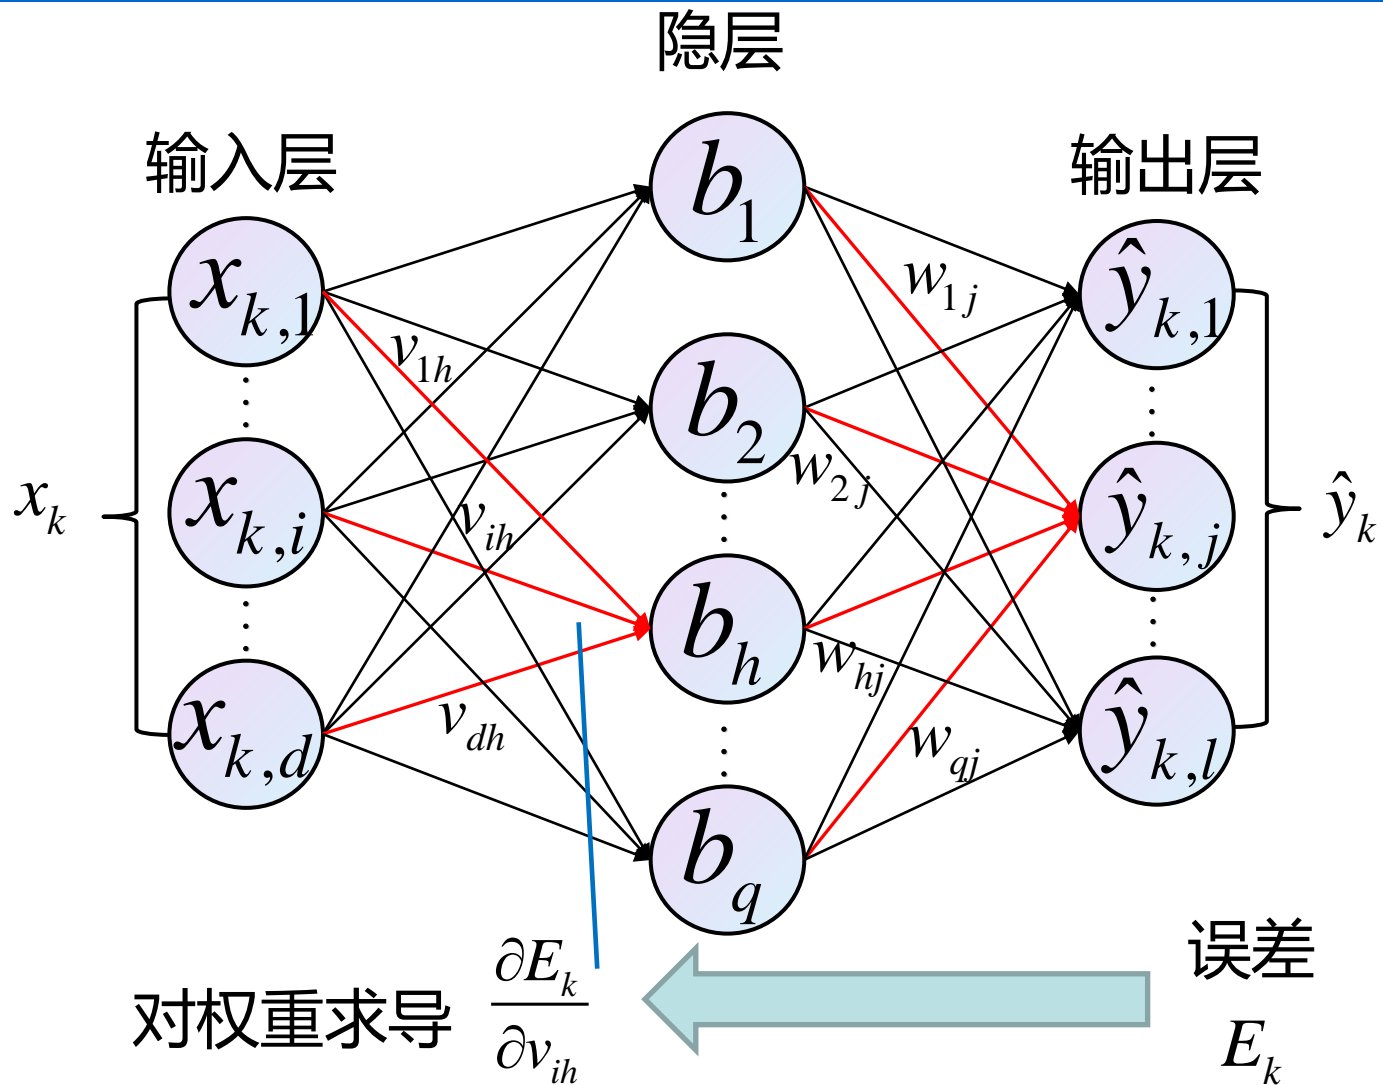 隐层
输入层
输出层
b_1
x_{k,1}
ŷ_{k,1}
w_{1j}
v_{1h}
b_2
w_{2j}
x_k
x_{k,i}
v_{ih}
ŷ_{k,j}
ŷ_k
b_h
w_{hj}
x_{k,d}
v_{dh}
w_{qj}
ŷ_{k,l}
b_q
误差
E_k
对权重求导 ∂E_k/∂v_{ih}